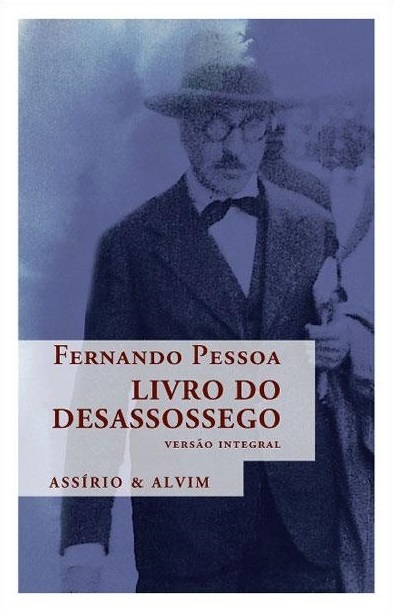 FERNANDO PESSOA
LIVRO DO
DESASSOSSEGO
VERSÃO INTEGRAL
ASSÍRIO & ALVIM